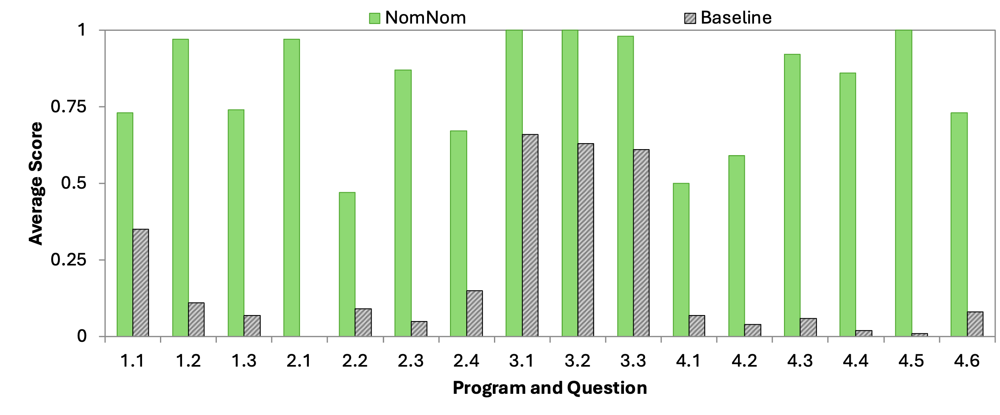 NomNom Baseline
1
0.75
0.5
0.25
0
Average Score
1.1 1.2 1.3 2.1 2.2 2.3 2.4 3.1 3.2 3.3 4.1 4.2 4.3 4.4 4.5 4.6
Program and Question